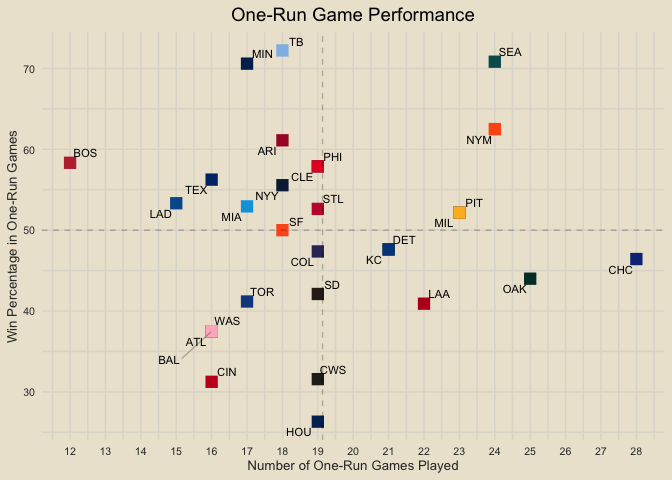 One-Run Game Performance
TB
MIN
SEA
70
NYM
ARI
60
BOS
PHI
CLE
TEX
NYY
STL
PIT
LAD
MIA
SF
MIL
50
DET
COL
KC
CHC
SD
OAK
TOR
LAA
40
WAS
ATL
BAL
CIN
CWS
30
HOU
12 13 14 15 16 17 18 19 20 21 22 23 24 25 26 27 28
Number of One-Run Games Played
Win Percentage in One-Run Games